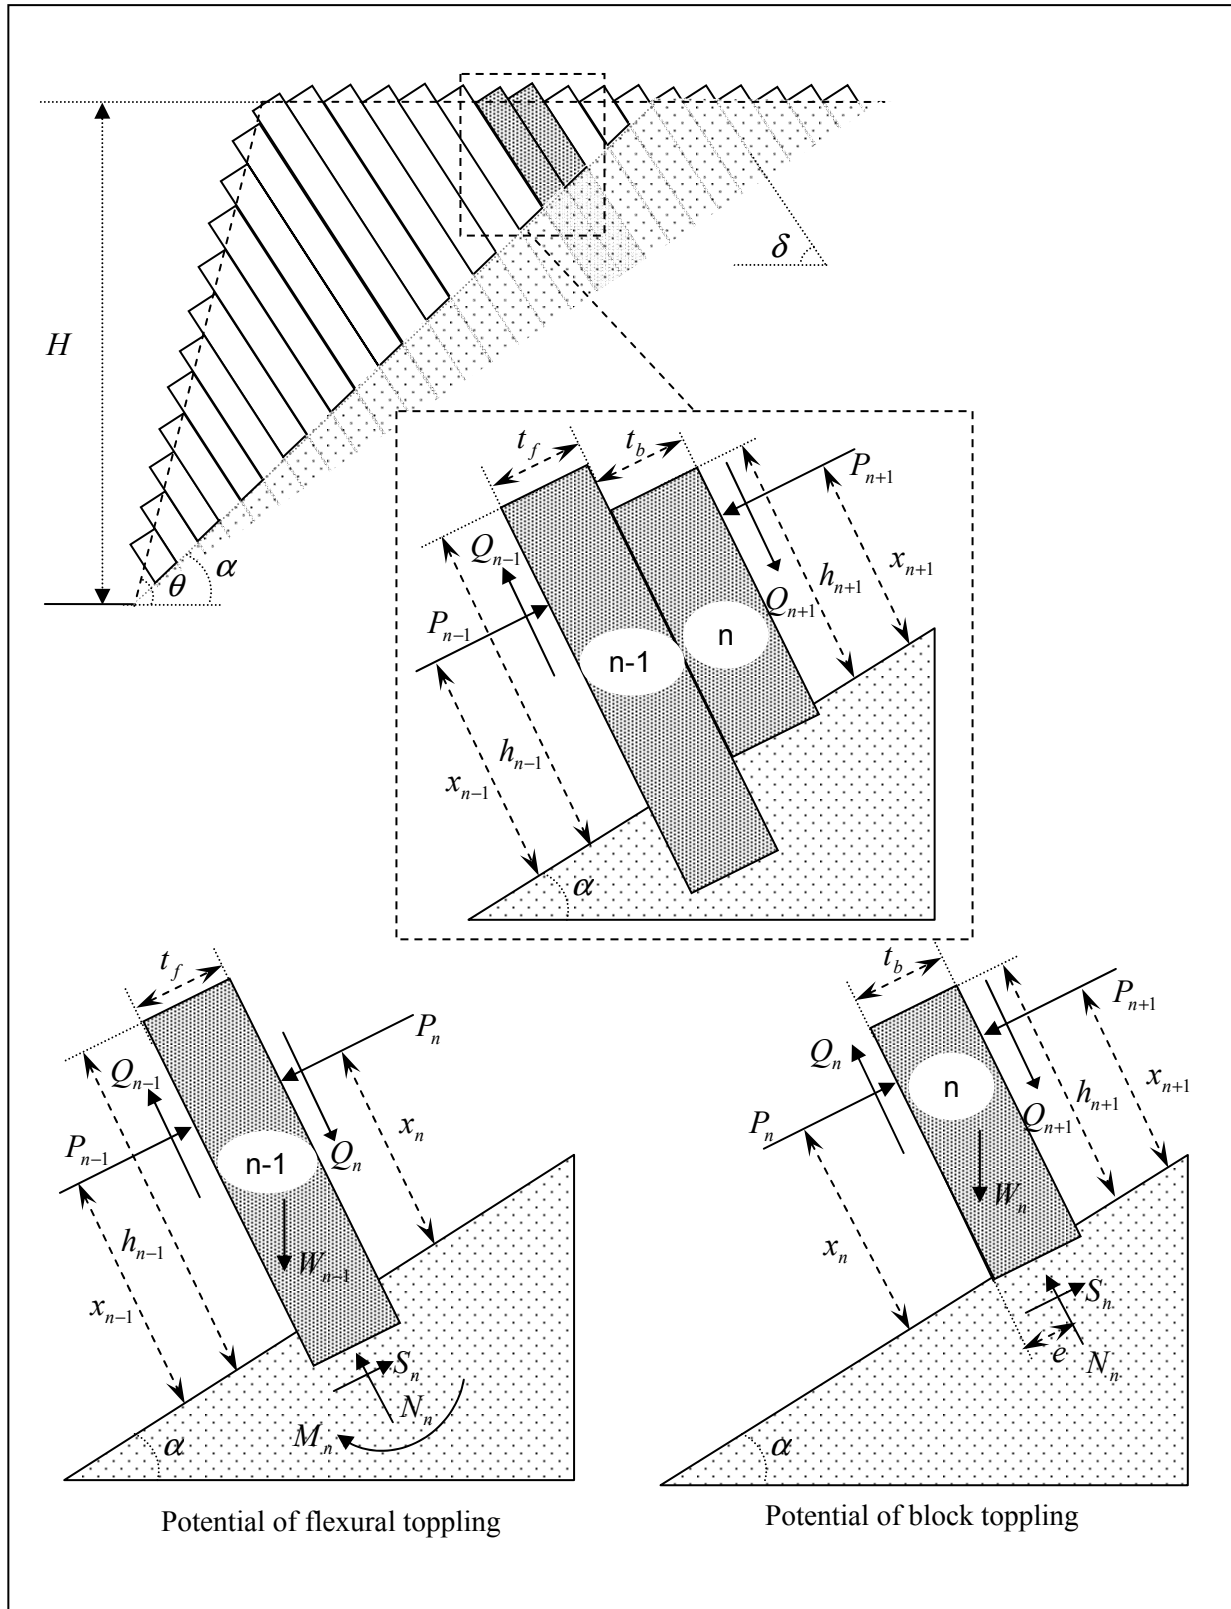 H
δ
θ
α
t_f
t_b
P_{n+1}
Q_{n-1}
h_{n+1}
x_{n+1}
Q_{n+1}
P_{n-1}
n-1
n
h_{n-1}
x_{n-1}
α
t_f
P_n
Q_{n-1}
x_n
P_{n-1}
n-1
Q_n
h_{n-1}
W_{n-1}
x_{n-1}
S_n
N_n
M_n
α
Potential of flexural toppling
t_b
P_{n+1}
Q_n
n
x_{n+1}
h_{n+1}
Q_{n+1}
P_n
W_n
x_n
S_n
e
N_n
α
Potential of block toppling